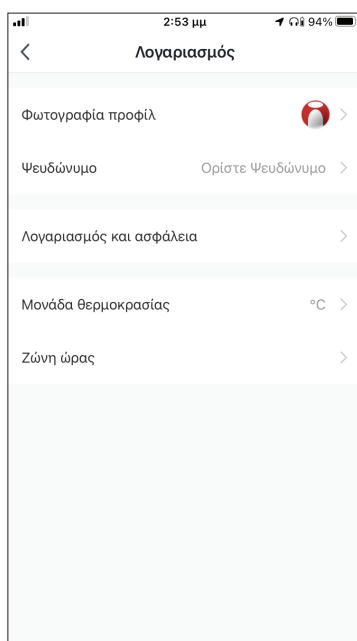 2:53 μμ 94%
Λογαριασμός
Φωτογραφία προφίλ
Ψευδώνυμο Ορίστε Ψευδώνυμο
Λογαριασμός και ασφάλεια
Μονάδα θερμοκρασίας °C
Ζώνη ώρας